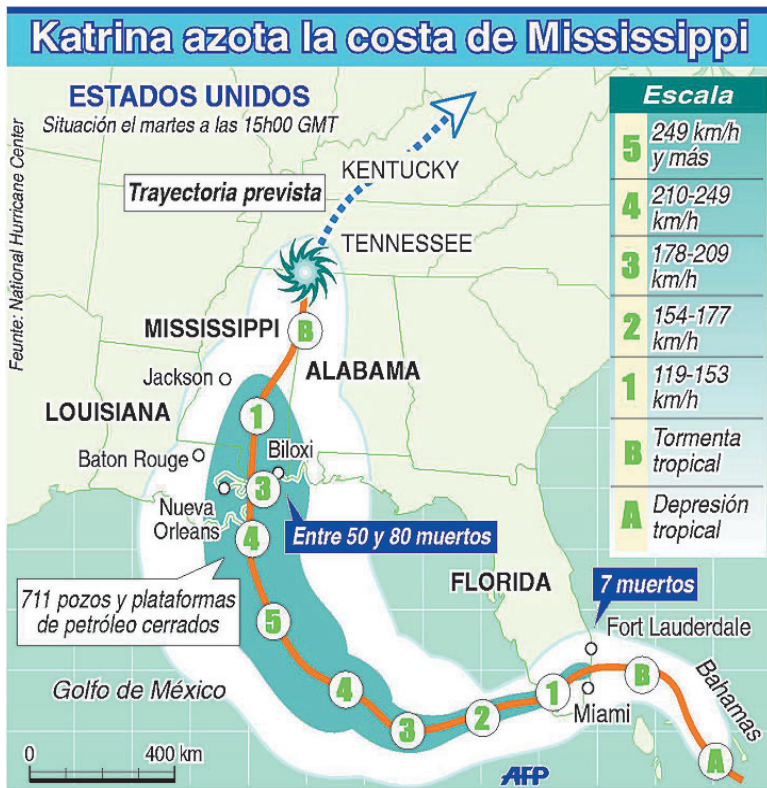 Katrina azota la costa de Mississippi
ESTADOS UNIDOS
Situación el martes a las 15h00 GMT
Feunte: National Hurricane Center
Trayectoria prevista
KENTUCKY
TENNESSEE
MISSISSIPPI
B
ALABAMA
Jackson
LOUISIANA
1
Baton Rouge
Biloxi
3
Nueva
Orleans
4
Entre 50 y 80 muertos
711 pozos y plataformas
de petróleo cerrados
5
FLORIDA
7 muertos
Fort Lauderdale
Golfo de México
4
3
2
1
Miami
B
Bahamas
A
0 400 km
AFP
Escala
5 249 km/h
y más
4 210-249
km/h
3 178-209
km/h
2 154-177
km/h
1 119-153
km/h
B Tormenta
tropical
A Depresión
tropical